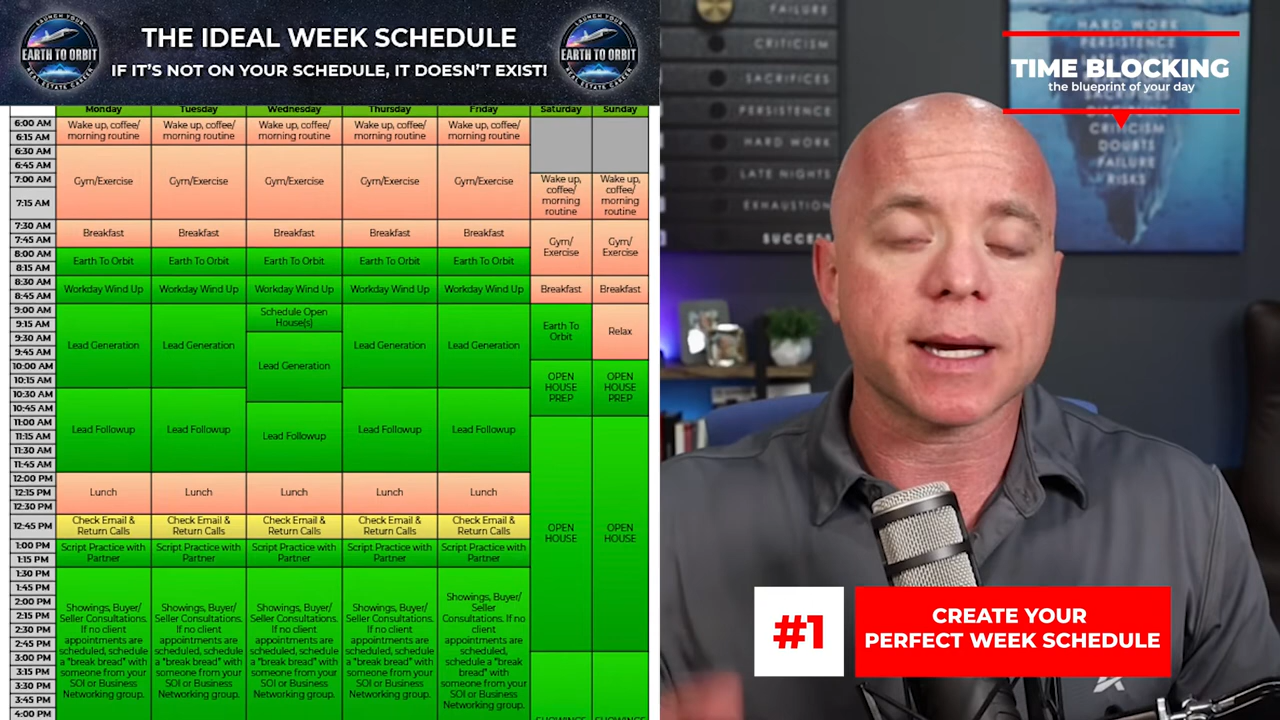 LAUNCH YOUR
EARTH TO ORBIT
REAL ESTATE CAREER
THE IDEAL WEEK SCHEDULE
IF IT'S NOT ON YOUR SCHEDULE, IT DOESN'T EXIST!
LAUNCH YOUR
EARTH TO ORBIT
REAL ESTATE CAREER
Monday Tuesday Wednesday Thursday Friday Saturday Sunday
6:00 AM
6:15 AM
6:30 AM
6:45 AM
7:00 AM
7:15 AM
7:30 AM
7:45 AM
8:00 AM
8:15 AM
8:30 AM
8:45 AM
9:00 AM
9:15 AM
9:30 AM
9:45 AM
10:00 AM
10:15 AM
10:30 AM
10:45 AM
11:00 AM
11:15 AM
11:30 AM
11:45 AM
12:00 PM
12:15 PM
12:30 PM
12:45 PM
1:00 PM
1:15 PM
1:30 PM
1:45 PM
2:00 PM
2:15 PM
2:30 PM
2:45 PM
3:00 PM
3:15 PM
3:30 PM
3:45 PM
4:00 PM
Wake up, coffee/
morning routine
Gym/Exercise
Breakfast
Earth To Orbit
Workday Wind Up
Lead Generation
Lead Followup
Lunch
Check Email &
Return Calls
Script Practice with
Partner
Showings, Buyer/
Seller Consultations.
If no client
appointments are
scheduled, schedule
a "break bread" with
someone from your
SOI or Business
Networking group.
Wake up, coffee/
morning routine
Gym/Exercise
Breakfast
Earth To Orbit
Workday Wind Up
Lead Generation
Lead Followup
Lunch
Check Email &
Return Calls
Script Practice with
Partner
Showings, Buyer/
Seller Consultations.
If no client
appointments are
scheduled, schedule
a "break bread" with
someone from your
SOI or Business
Networking group.
Wake up, coffee/
morning routine
Gym/Exercise
Breakfast
Earth To Orbit
Workday Wind Up
Schedule Open
House(s)
Lead Generation
Lead Followup
Lunch
Check Email &
Return Calls
Script Practice with
Partner
Showings, Buyer/
Seller Consultations.
If no client
appointments are
scheduled, schedule
a "break bread" with
someone from your
SOI or Business
Networking group.
Wake up, coffee/
morning routine
Gym/Exercise
Breakfast
Earth To Orbit
Workday Wind Up
Lead Generation
Lead Followup
Lunch
Check Email &
Return Calls
Script Practice with
Partner
Showings, Buyer/
Seller Consultations.
If no client
appointments are
scheduled, schedule
a "break bread" with
someone from your
SOI or Business
Networking group.
Wake up, coffee/
morning routine
Gym/Exercise
Breakfast
Earth To Orbit
Workday Wind Up
Lead Generation
Lead Followup
Lunch
Check Email &
Return Calls
Script Practice with
Partner
Showings, Buyer/
Seller
Consultations. If no
client
appointments are
scheduled,
schedule a "break
bread" with
someone from your
SOI or Business
Networking group.
Wake up,
coffee/
morning
routine
Gym/
Exercise
Breakfast
Earth To
Orbit
OPEN
HOUSE
PREP
OPEN
HOUSE
SHOWINGS
Wake up,
coffee/
morning
routine
Gym/
Exercise
Breakfast
Relax
OPEN
HOUSE
PREP
OPEN
HOUSE
SHOWINGS
FAILURE
CRITICISM
SACRIFICES
PERSISTENCE
HARD WORK
LATE NIGHTS
EXHAUSTION
SUCCESS
HARD WORK
PERSISTENCE
TIME BLOCKING
the blueprint of your day
CRITICISM
DOUBTS
FAILURE
RISKS
#1
CREATE YOUR
PERFECT WEEK SCHEDULE